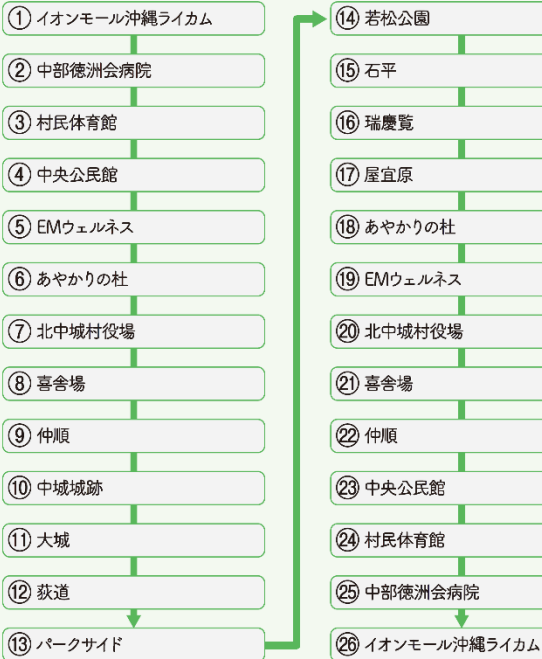 ① イオンモール沖縄ライカム
② 中部徳洲会病院
③ 村民体育館
④ 中央公民館
⑤ EMウェルネス
⑥ あやかりの杜
⑦ 北中城村役場
⑧ 喜舎場
⑨ 仲順
⑩ 中城城跡
⑪ 大城
⑫ 荻道
⑬ パークサイド
⑭ 若松公園
⑮ 石平
⑯ 瑞慶覧
⑰ 屋宜原
⑱ あやかりの杜
⑲ EMウェルネス
⑳ 北中城村役場
㉑ 喜舎場
㉒ 仲順
㉓ 中央公民館
㉔ 村民体育館
㉕ 中部徳洲会病院
㉖ イオンモール沖縄ライカム